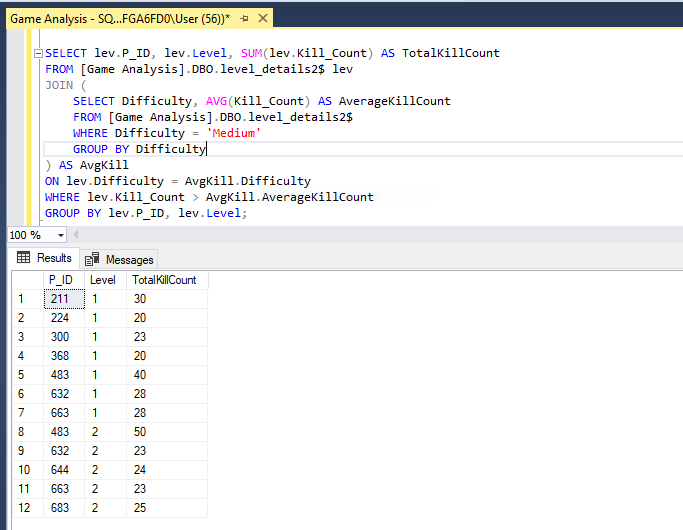 Game Analysis - SQ...FGA6FD0\User (56))*
SELECT lev.P_ID, lev.Level, SUM(lev.Kill_Count) AS TotalKillCount
FROM [Game Analysis].DBO.level_details2$ lev
JOIN (
SELECT Difficulty, AVG(Kill_Count) AS AverageKillCount
FROM [Game Analysis].DBO.level_details2$
WHERE Difficulty = 'Medium'
GROUP BY Difficulty
) AS AvgKill
ON lev.Difficulty = AvgKill.Difficulty
WHERE lev.Kill_Count > AvgKill.AverageKillCount
GROUP BY lev.P_ID, lev.Level;
100 %
Results Messages
P_ID Level TotalKillCount
1 211 1 30
2 224 1 20
3 300 1 23
4 368 1 20
5 483 1 40
6 632 1 28
7 663 1 28
8 483 2 50
9 632 2 23
10 644 2 24
11 663 2 23
12 683 2 25